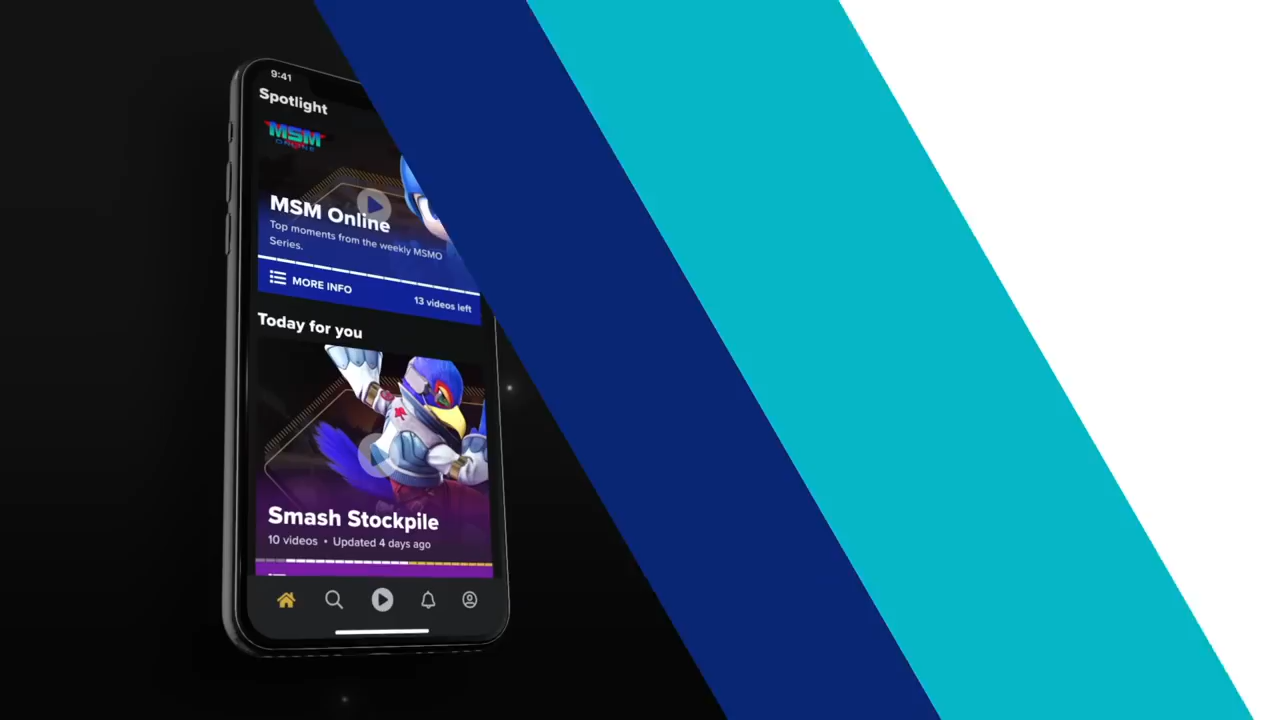 9:41
Spotlight
MSM
ONLINE
MSM Online
Top moments from the weekly MSMO
Series.
MORE INFO
13 videos left
Today for you
Smash Stockpile
10 videos • Updated 4 days ago